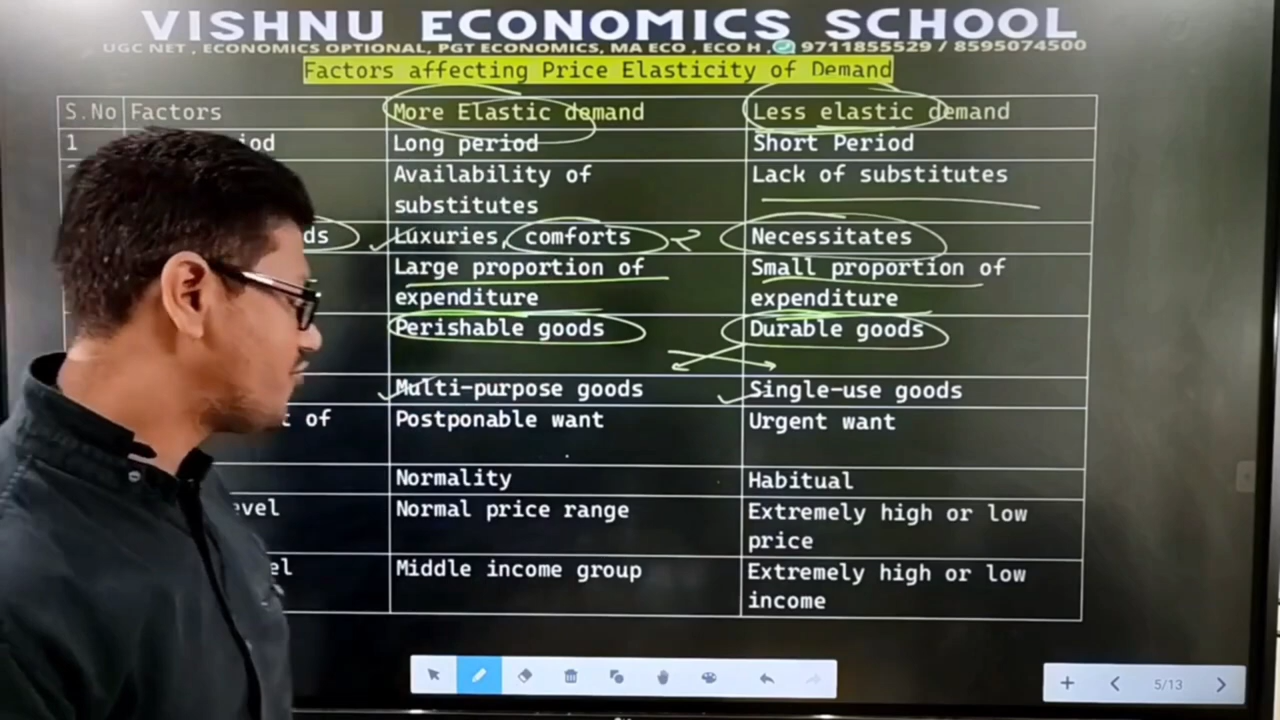 VISHNU ECONOMICS SCHOOL
UGC NET , ECONOMICS OPTIONAL, PGT ECONOMICS, MA ECO , ECO H , 9711855529 / 8595074500
Factors affecting Price Elasticity of Demand
S.No Factors More Elastic demand Less elastic demand
1 iod Long period Short Period
Availability of Lack of substitutes
substitutes
ds Luxuries, comforts Necessitates
Large proportion of Small proportion of
expenditure expenditure
Perishable goods Durable goods
Multi-purpose goods Single-use goods
t of Postponable want Urgent want
Normality Habitual
evel Normal price range Extremely high or low
price
el Middle income group Extremely high or low
income
5/13